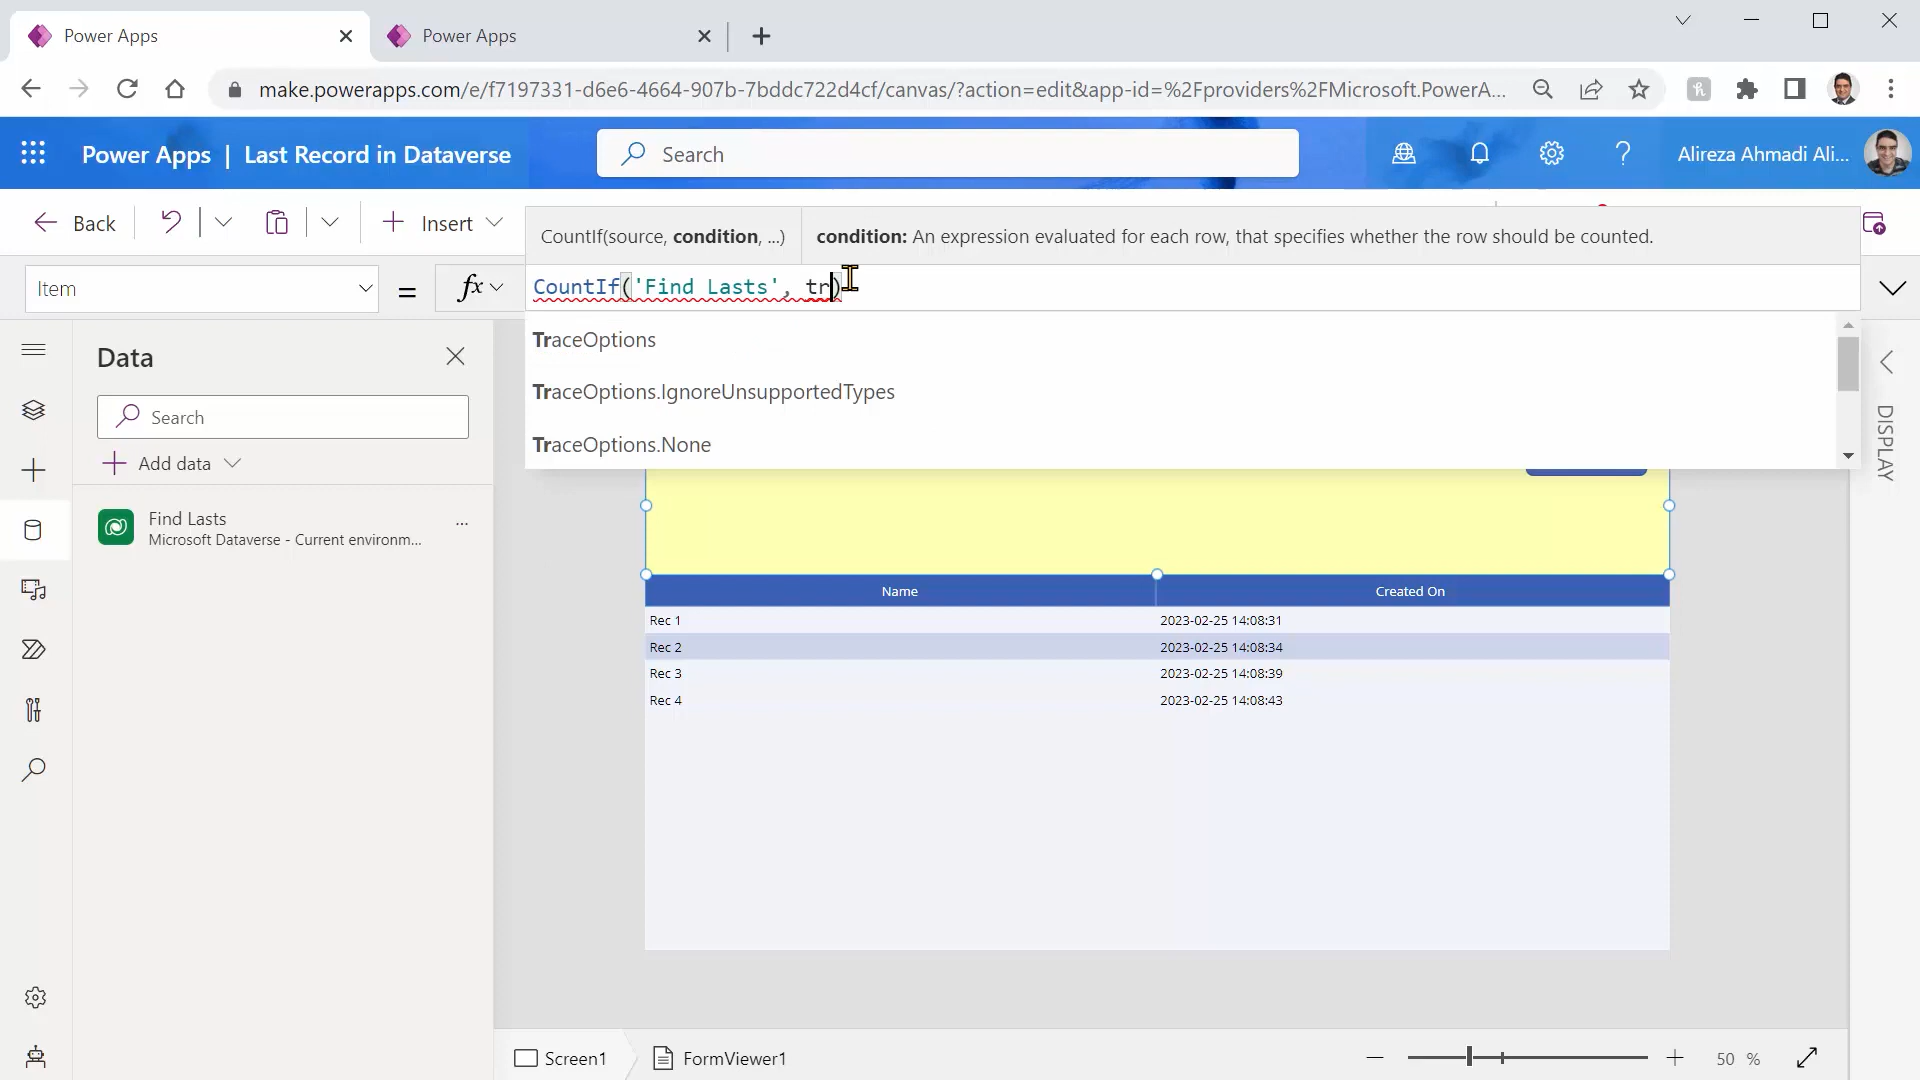 Power Apps
Power Apps
make.powerapps.com/e/f7197331-d6e6-4664-907b-7bddc722d4cf/canvas/?action=edit&app-id=%2Fproviders%2FMicrosoft.PowerA...
Power Apps | Last Record in Dataverse
Search
Alireza Ahmadi Ali...
Back
Insert
CountIf(source, condition, ...)
condition: An expression evaluated for each row, that specifies whether the row should be counted.
Item
=
fx
CountIf('Find Lasts', tr)
TraceOptions
TraceOptions.IgnoreUnsupportedTypes
TraceOptions.None
Data
Search
Add data
Find Lasts
Microsoft Dataverse - Current environm...
DISPLAY
Name
Created On
Rec 1
2023-02-25 14:08:31
Rec 2
2023-02-25 14:08:34
Rec 3
2023-02-25 14:08:39
Rec 4
2023-02-25 14:08:43
Screen1
FormViewer1
50 %